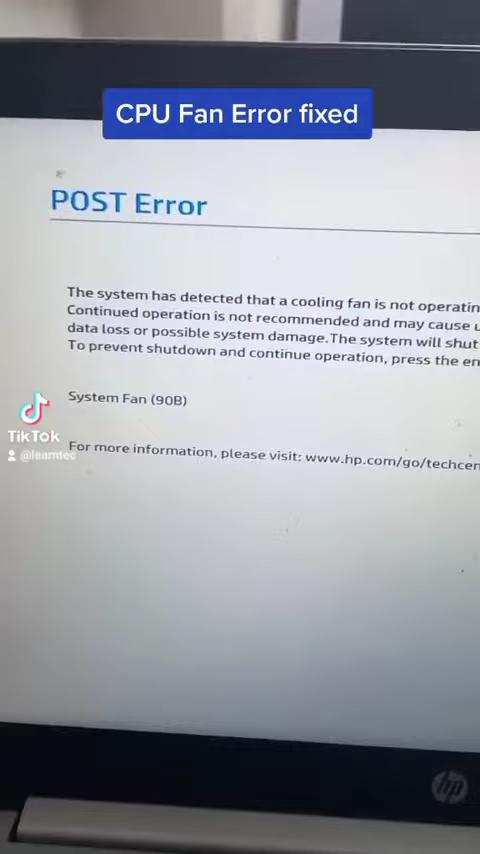 CPU Fan Error fixed
POST Error
The system has detected that a cooling fan is not
Continued operation is not recommended and may cause
data loss or possible system damage.The system will shut
To prevent shutdown and continue operation, press the
System Fan (90B)
TikTok
@learntec
For more information, please visit: www.hp.com/go/techcen
hp